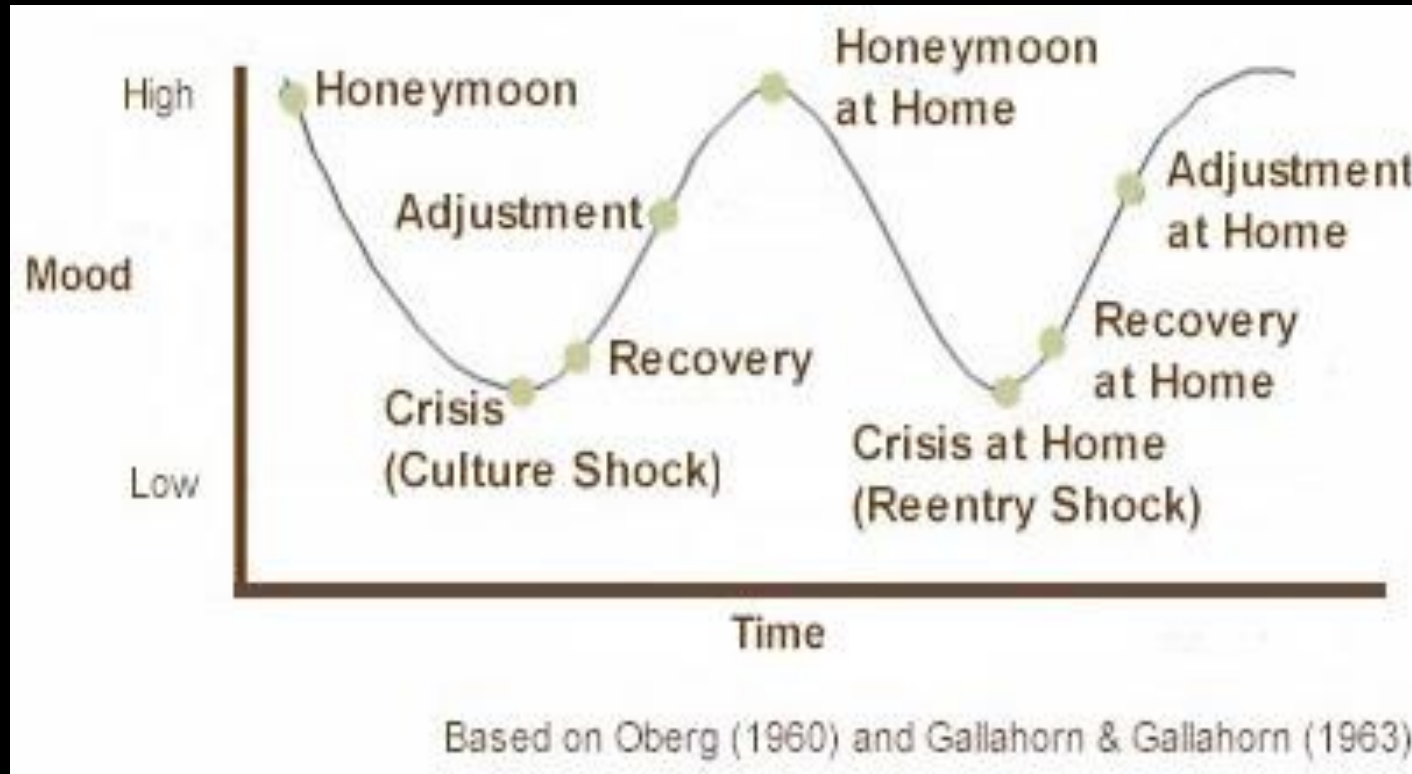 Honeymoon
at Home
High
Honeymoon
Adjustment
at Home
Adjustment
Mood
Recovery
at Home
Recovery
Crisis
(Culture Shock)
Crisis at Home
(Reentry Shock)
Low
Time
Based on Oberg (1960) and Gallahorn & Gallahorn (1963)